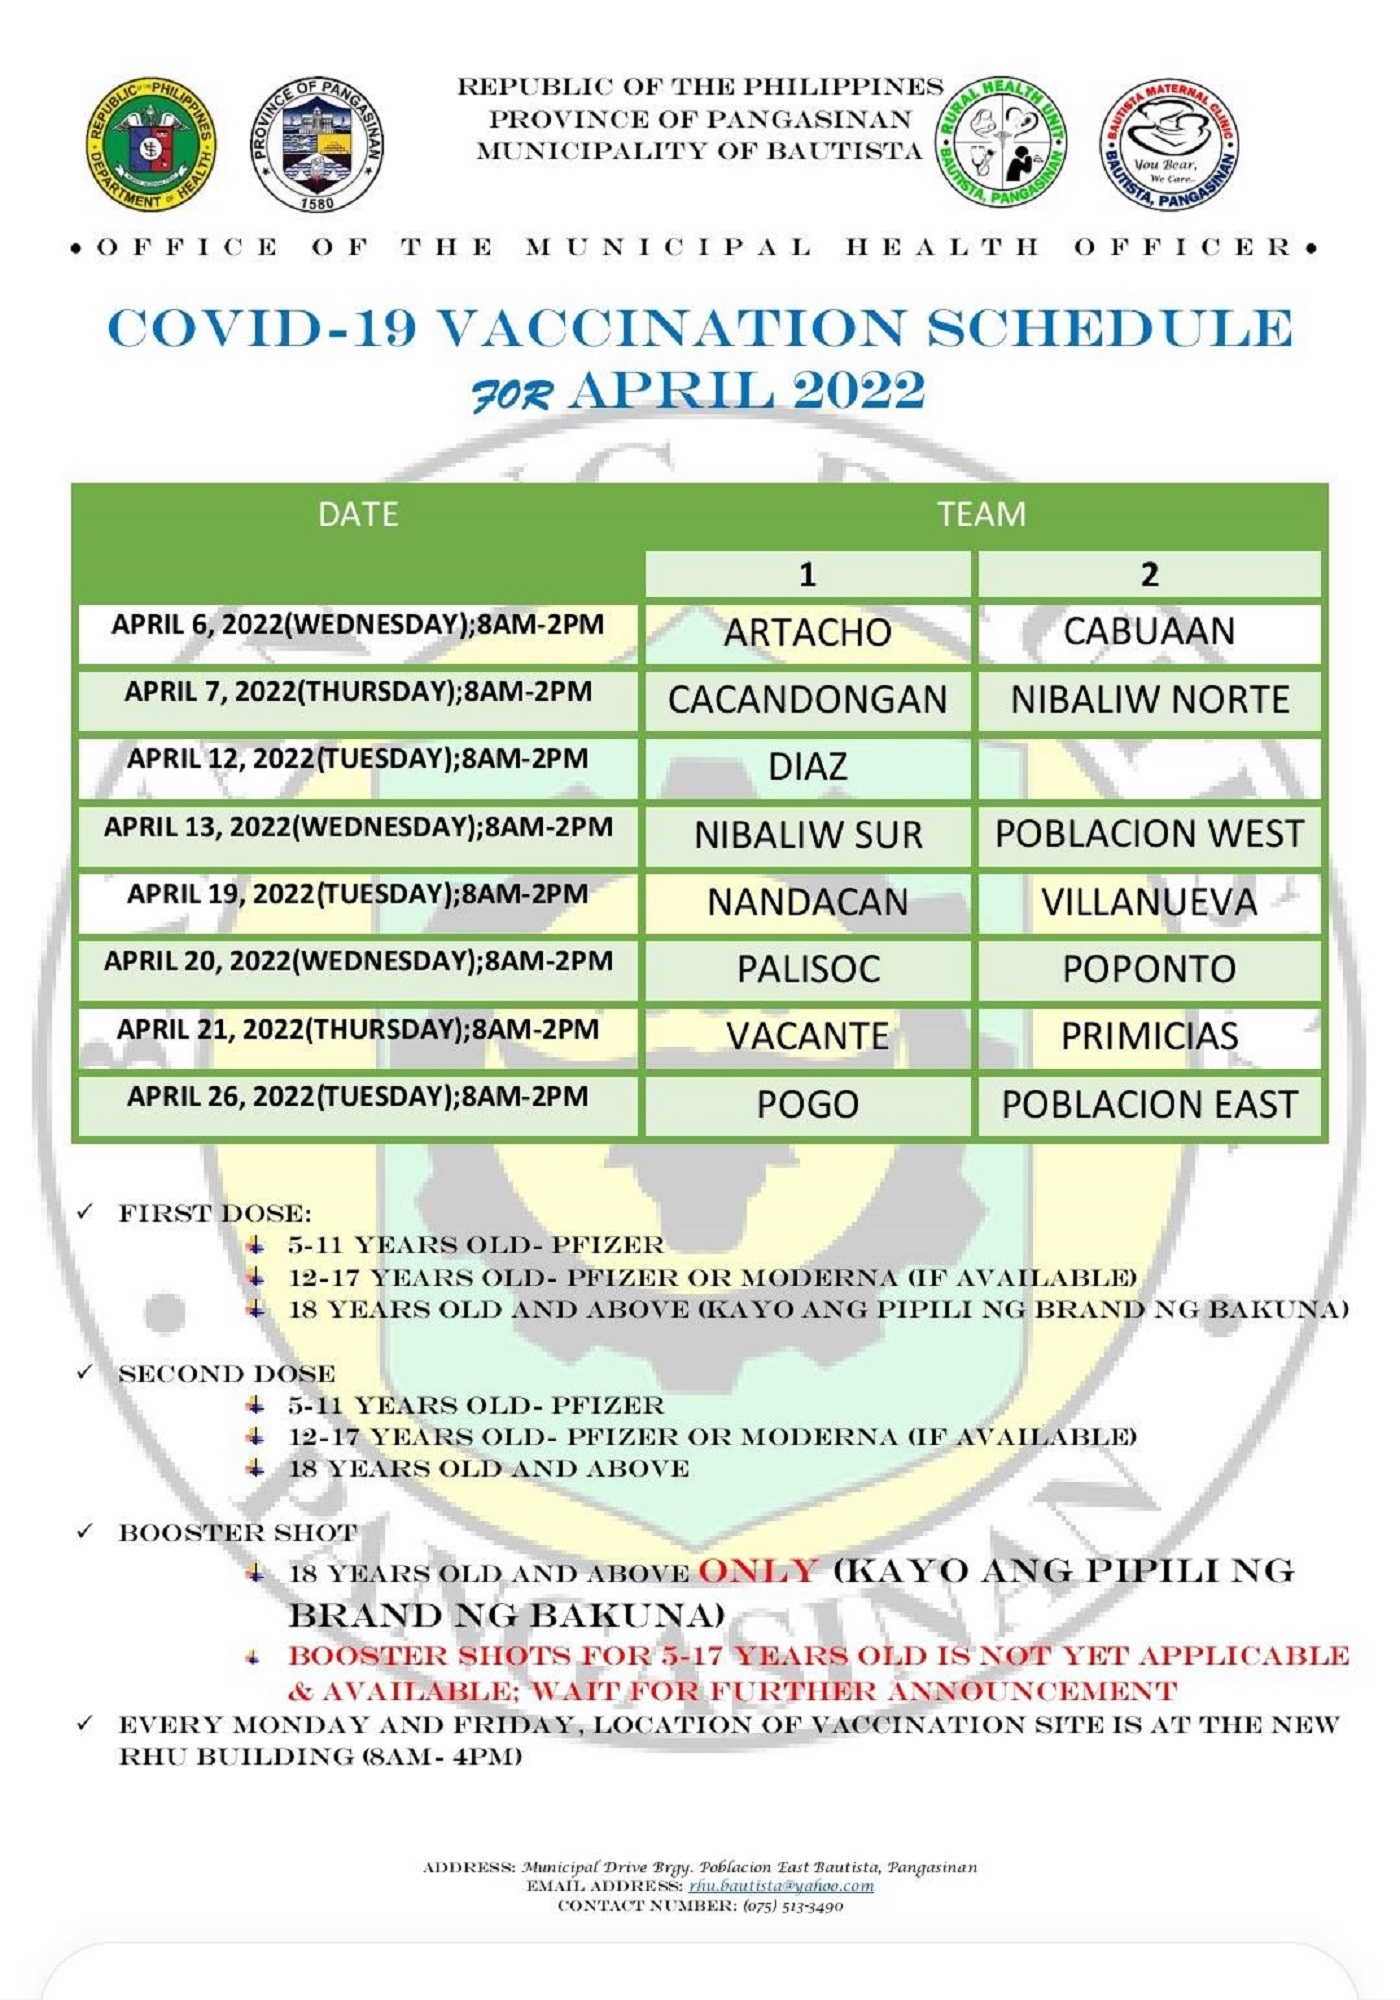 REPUBLIC OF THE PHILIPPINES
PROVINCE OF PANGASINAN
MUNICIPALITY OF BAUTISTA
REPUBLIC OF THE PHILIPPINES • DEPARTMENT OF HEALTH •
PROVINCE OF PANGASINAN
1580
RURAL HEALTH UNIT
BAUTISTA, PANGASINAN
BAUTISTA MATERNAL CLINIC
You Bear,
We Care..
BAUTISTA, PANGASINAN
• OFFICE OF THE MUNICIPAL HEALTH OFFICER •
COVID-19 VACCINATION SCHEDULE
FOR APRIL 2022
DATE TEAM
1 2
APRIL 6, 2022(WEDNESDAY);8AM-2PM ARTACHO CABUAAN
APRIL 7, 2022(THURSDAY);8AM-2PM CACANDONGAN NIBALIW NORTE
APRIL 12, 2022(TUESDAY);8AM-2PM DIAZ
APRIL 13, 2022(WEDNESDAY);8AM-2PM NIBALIW SUR POBLACION WEST
APRIL 19, 2022(TUESDAY);8AM-2PM NANDACAN VILLANUEVA
APRIL 20, 2022(WEDNESDAY);8AM-2PM PALISOC POPONTO
APRIL 21, 2022(THURSDAY);8AM-2PM VACANTE PRIMICIAS
APRIL 26, 2022(TUESDAY);8AM-2PM POGO POBLACION EAST
✓ FIRST DOSE:
5-11 YEARS OLD- PFIZER
12-17 YEARS OLD- PFIZER OR MODERNA (IF AVAILABLE)
18 YEARS OLD AND ABOVE (KAYO ANG PIPILI NG BRAND NG BAKUNA)
✓ SECOND DOSE
5-11 YEARS OLD- PFIZER
12-17 YEARS OLD- PFIZER OR MODERNA (IF AVAILABLE)
18 YEARS OLD AND ABOVE
✓ BOOSTER SHOT
18 YEARS OLD AND ABOVE ONLY (KAYO ANG PIPILI NG
BRAND NG BAKUNA)
BOOSTER SHOTS FOR 5-17 YEARS OLD IS NOT YET APPLICABLE
& AVAILABLE; WAIT FOR FURTHER ANNOUNCEMENT
✓ EVERY MONDAY AND FRIDAY, LOCATION OF VACCINATION SITE IS AT THE NEW
RHU BUILDING (8AM- 4PM)
PANGASINAN
ADDRESS: Municipal Drive Brgy. Poblacion East Bautista, Pangasinan
EMAIL ADDRESS: rhu.bautista@yahoo.com
CONTACT NUMBER: (075) 513-3490